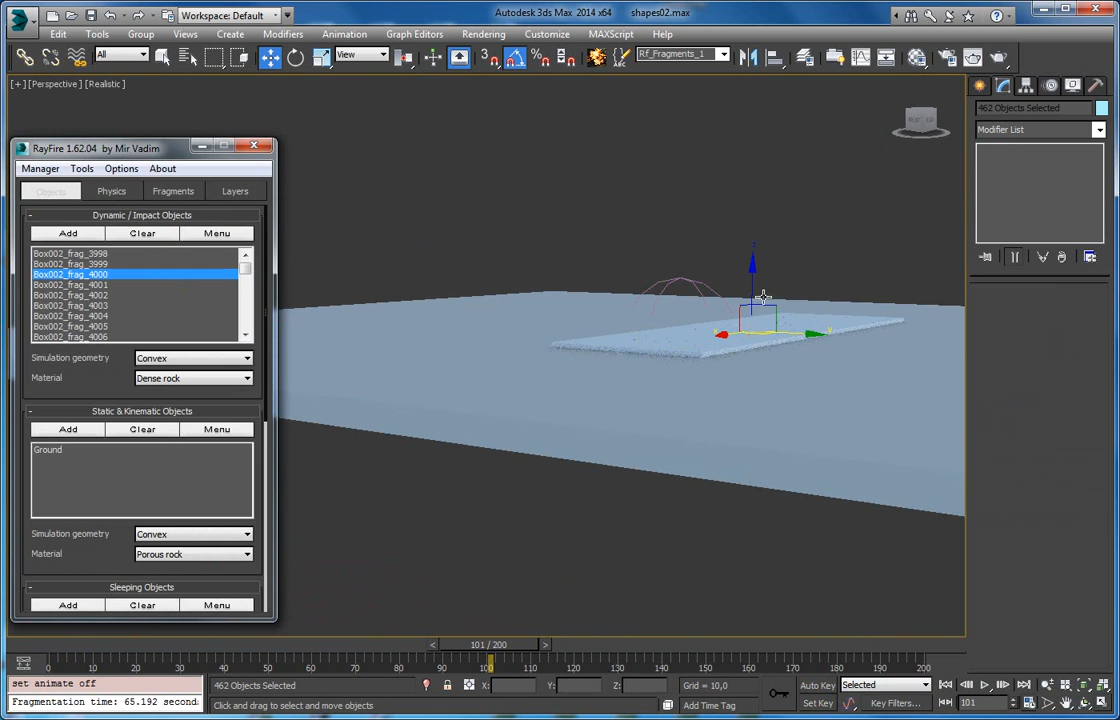 Workspace: Default
Autodesk 3ds Max 2014 x64 shapes02.max
Edit Tools Group Views Create Modifiers Animation Graph Editors Rendering Customize MAXScript Help
All View Rf_Fragments_1
[+] [Perspective] [Realistic]
462 Objects Selected
Modifier List
RayFire 1.62.04 by Mir Vadim
Manager Tools Options About
Objects Physics Fragments Layers
Dynamic / Impact Objects
Add Clear Menu
Box002_frag_3998
Box002_frag_3999
Box002_frag_4000
Box002_frag_4001
Box002_frag_4002
Box002_frag_4003
Box002_frag_4004
Box002_frag_4005
Box002_frag_4006
Simulation geometry Convex
Material Dense rock
Static & Kinematic Objects
Add Clear Menu
Ground
Simulation geometry Convex
Material Porous rock
Sleeping Objects
Add Clear Menu
z
y
101 / 200
0 10 20 30 40 50 60 70 80 90 100 110 120 130 140 150 160 170 180 190 200
set animate off
462 Objects Selected X: Y: Z: Grid = 10,0 Auto Key Selected
Fragmentation time: 65.192 second
Click and drag to select and move objects Add Time Tag Set Key Key Filters... 101